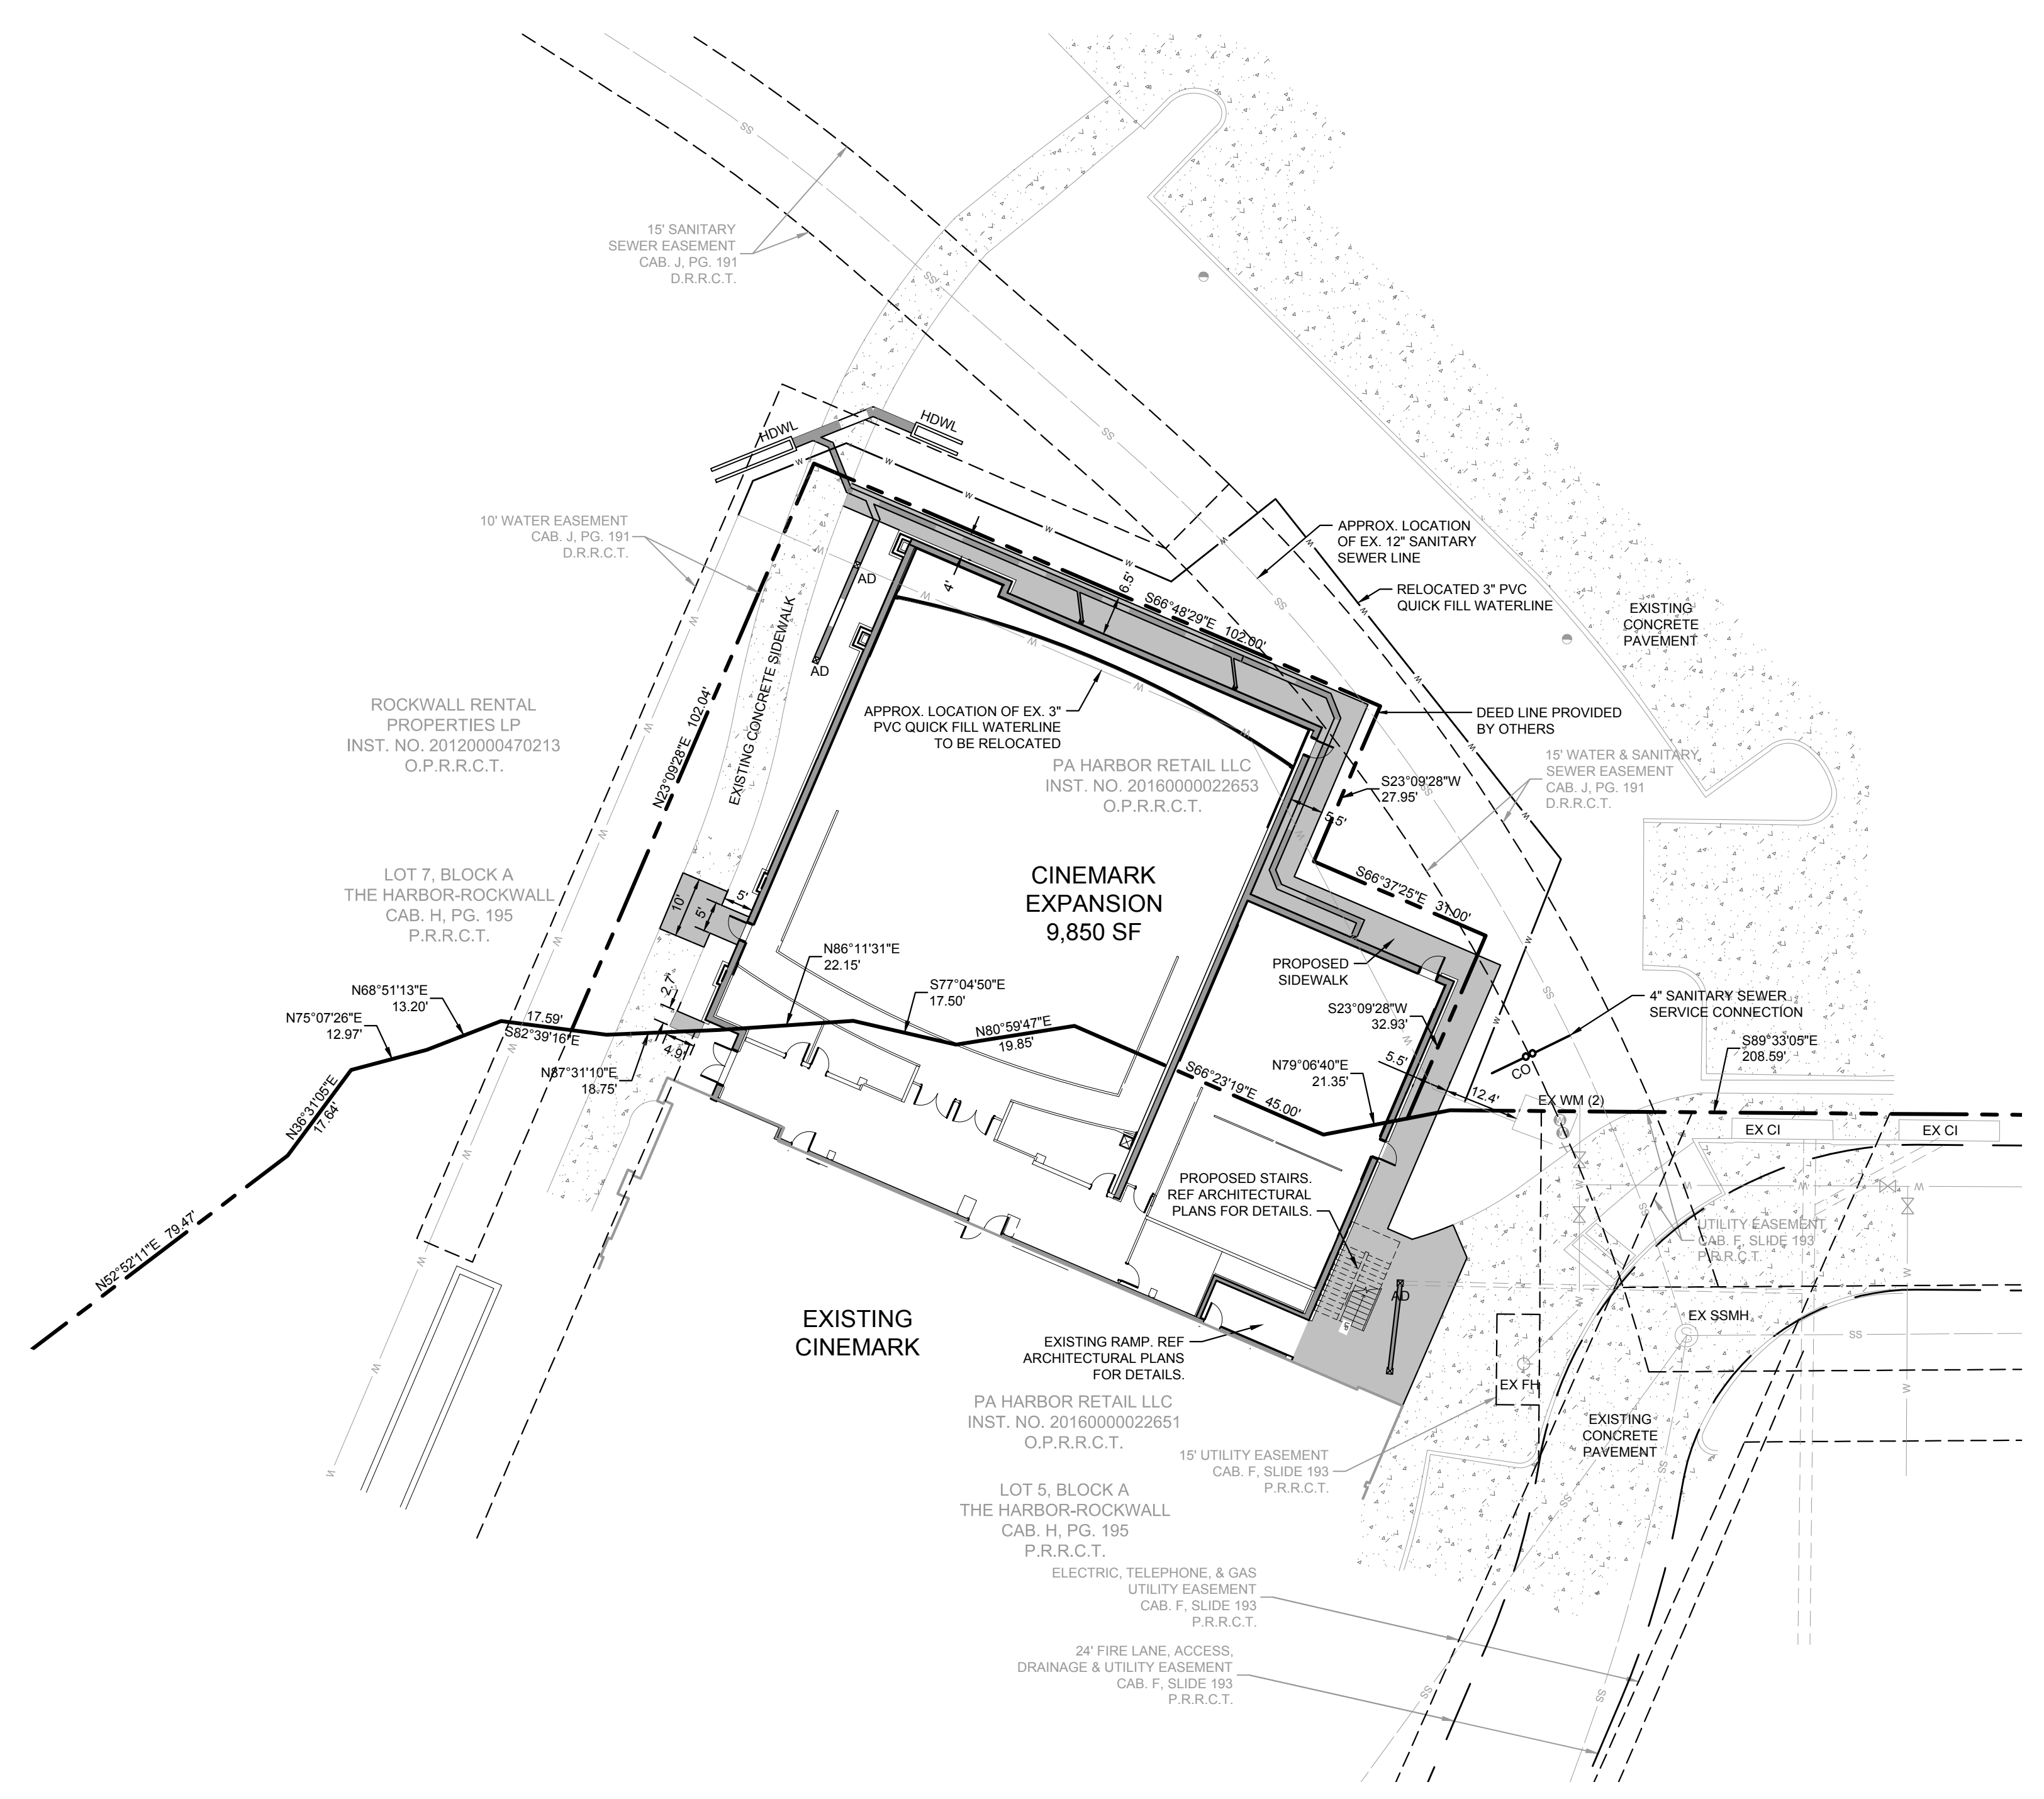 SS
15' SANITARY
SEWER EASEMENT
CAB. J, PG. 191
D.R.R.C.T.
SS
HDWL
HDWL
SS
W
W
W
W
W
10' WATER EASEMENT
CAB. J, PG. 191
D.R.R.C.T.
APPROX. LOCATION
OF EX. 12" SANITARY
SEWER LINE
RELOCATED 3" PVC
QUICK FILL WATERLINE
EXISTING
CONCRETE
PAVEMENT
AD
AD
4'
6.5'
S66°48'29"E 102.00'
SS
W
W
W
W
EXISTING CONCRETE SIDEWALK
N23°09'28"E 102.04'
ROCKWALL RENTAL
PROPERTIES LP
INST. NO. 20120000470213
O.P.R.R.C.T.
APPROX. LOCATION OF EX. 3"
PVC QUICK FILL WATERLINE
TO BE RELOCATED
DEED LINE PROVIDED
BY OTHERS
15' WATER & SANITARY
SEWER EASEMENT
CAB. J, PG. 191
D.R.R.C.T.
PA HARBOR RETAIL LLC
INST. NO. 20160000022653
O.P.R.R.C.T.
S23°09'28"W
27.95'
5.5'
SS
W
W
LOT 7, BLOCK A
THE HARBOR-ROCKWALL
CAB. H, PG. 195
P.R.R.C.T.
CINEMARK
EXPANSION
9,850 SF
S66°37'25"E 31.00'
10'
5'
5'
PROPOSED
SIDEWALK
N86°11'31"E
22.15'
S77°04'50"E
17.50'
N80°59'47"E
19.85'
N68°51'13"E
13.20'
N75°07'26"E
12.97'
17.59'
S82°39'16"E
2.7'
4.9'
N87°31'10"E
18.75'
S23°09'28"W
32.93'
4" SANITARY SEWER
SERVICE CONNECTION
S89°33'05"E
208.59'
N79°06'40"E
21.35'
S66°23'19"E 45.00'
5.5'
12.4'
CO
EX WM (2)
EX CI
EX CI
N36°31'05"E
17.64'
N52°52'11"E 79.47'
PROPOSED STAIRS.
REF ARCHITECTURAL
PLANS FOR DETAILS.
UTILITY EASEMENT
CAB. F, SLIDE 193
P.R.R.C.T.
AD
EX SSMH
SS
EXISTING
CINEMARK
EXISTING RAMP. REF
ARCHITECTURAL PLANS
FOR DETAILS.
EX FH
PA HARBOR RETAIL LLC
INST. NO. 20160000022651
O.P.R.R.C.T.
EXISTING
CONCRETE
PAVEMENT
15' UTILITY EASEMENT
CAB. F, SLIDE 193
P.R.R.C.T.
LOT 5, BLOCK A
THE HARBOR-ROCKWALL
CAB. H, PG. 195
P.R.R.C.T.
SS
SS
ELECTRIC, TELEPHONE, & GAS
UTILITY EASEMENT
CAB. F, SLIDE 193
P.R.R.C.T.
24' FIRE LANE, ACCESS,
DRAINAGE & UTILITY EASEMENT
CAB. F, SLIDE 193
P.R.R.C.T.
SS
SS